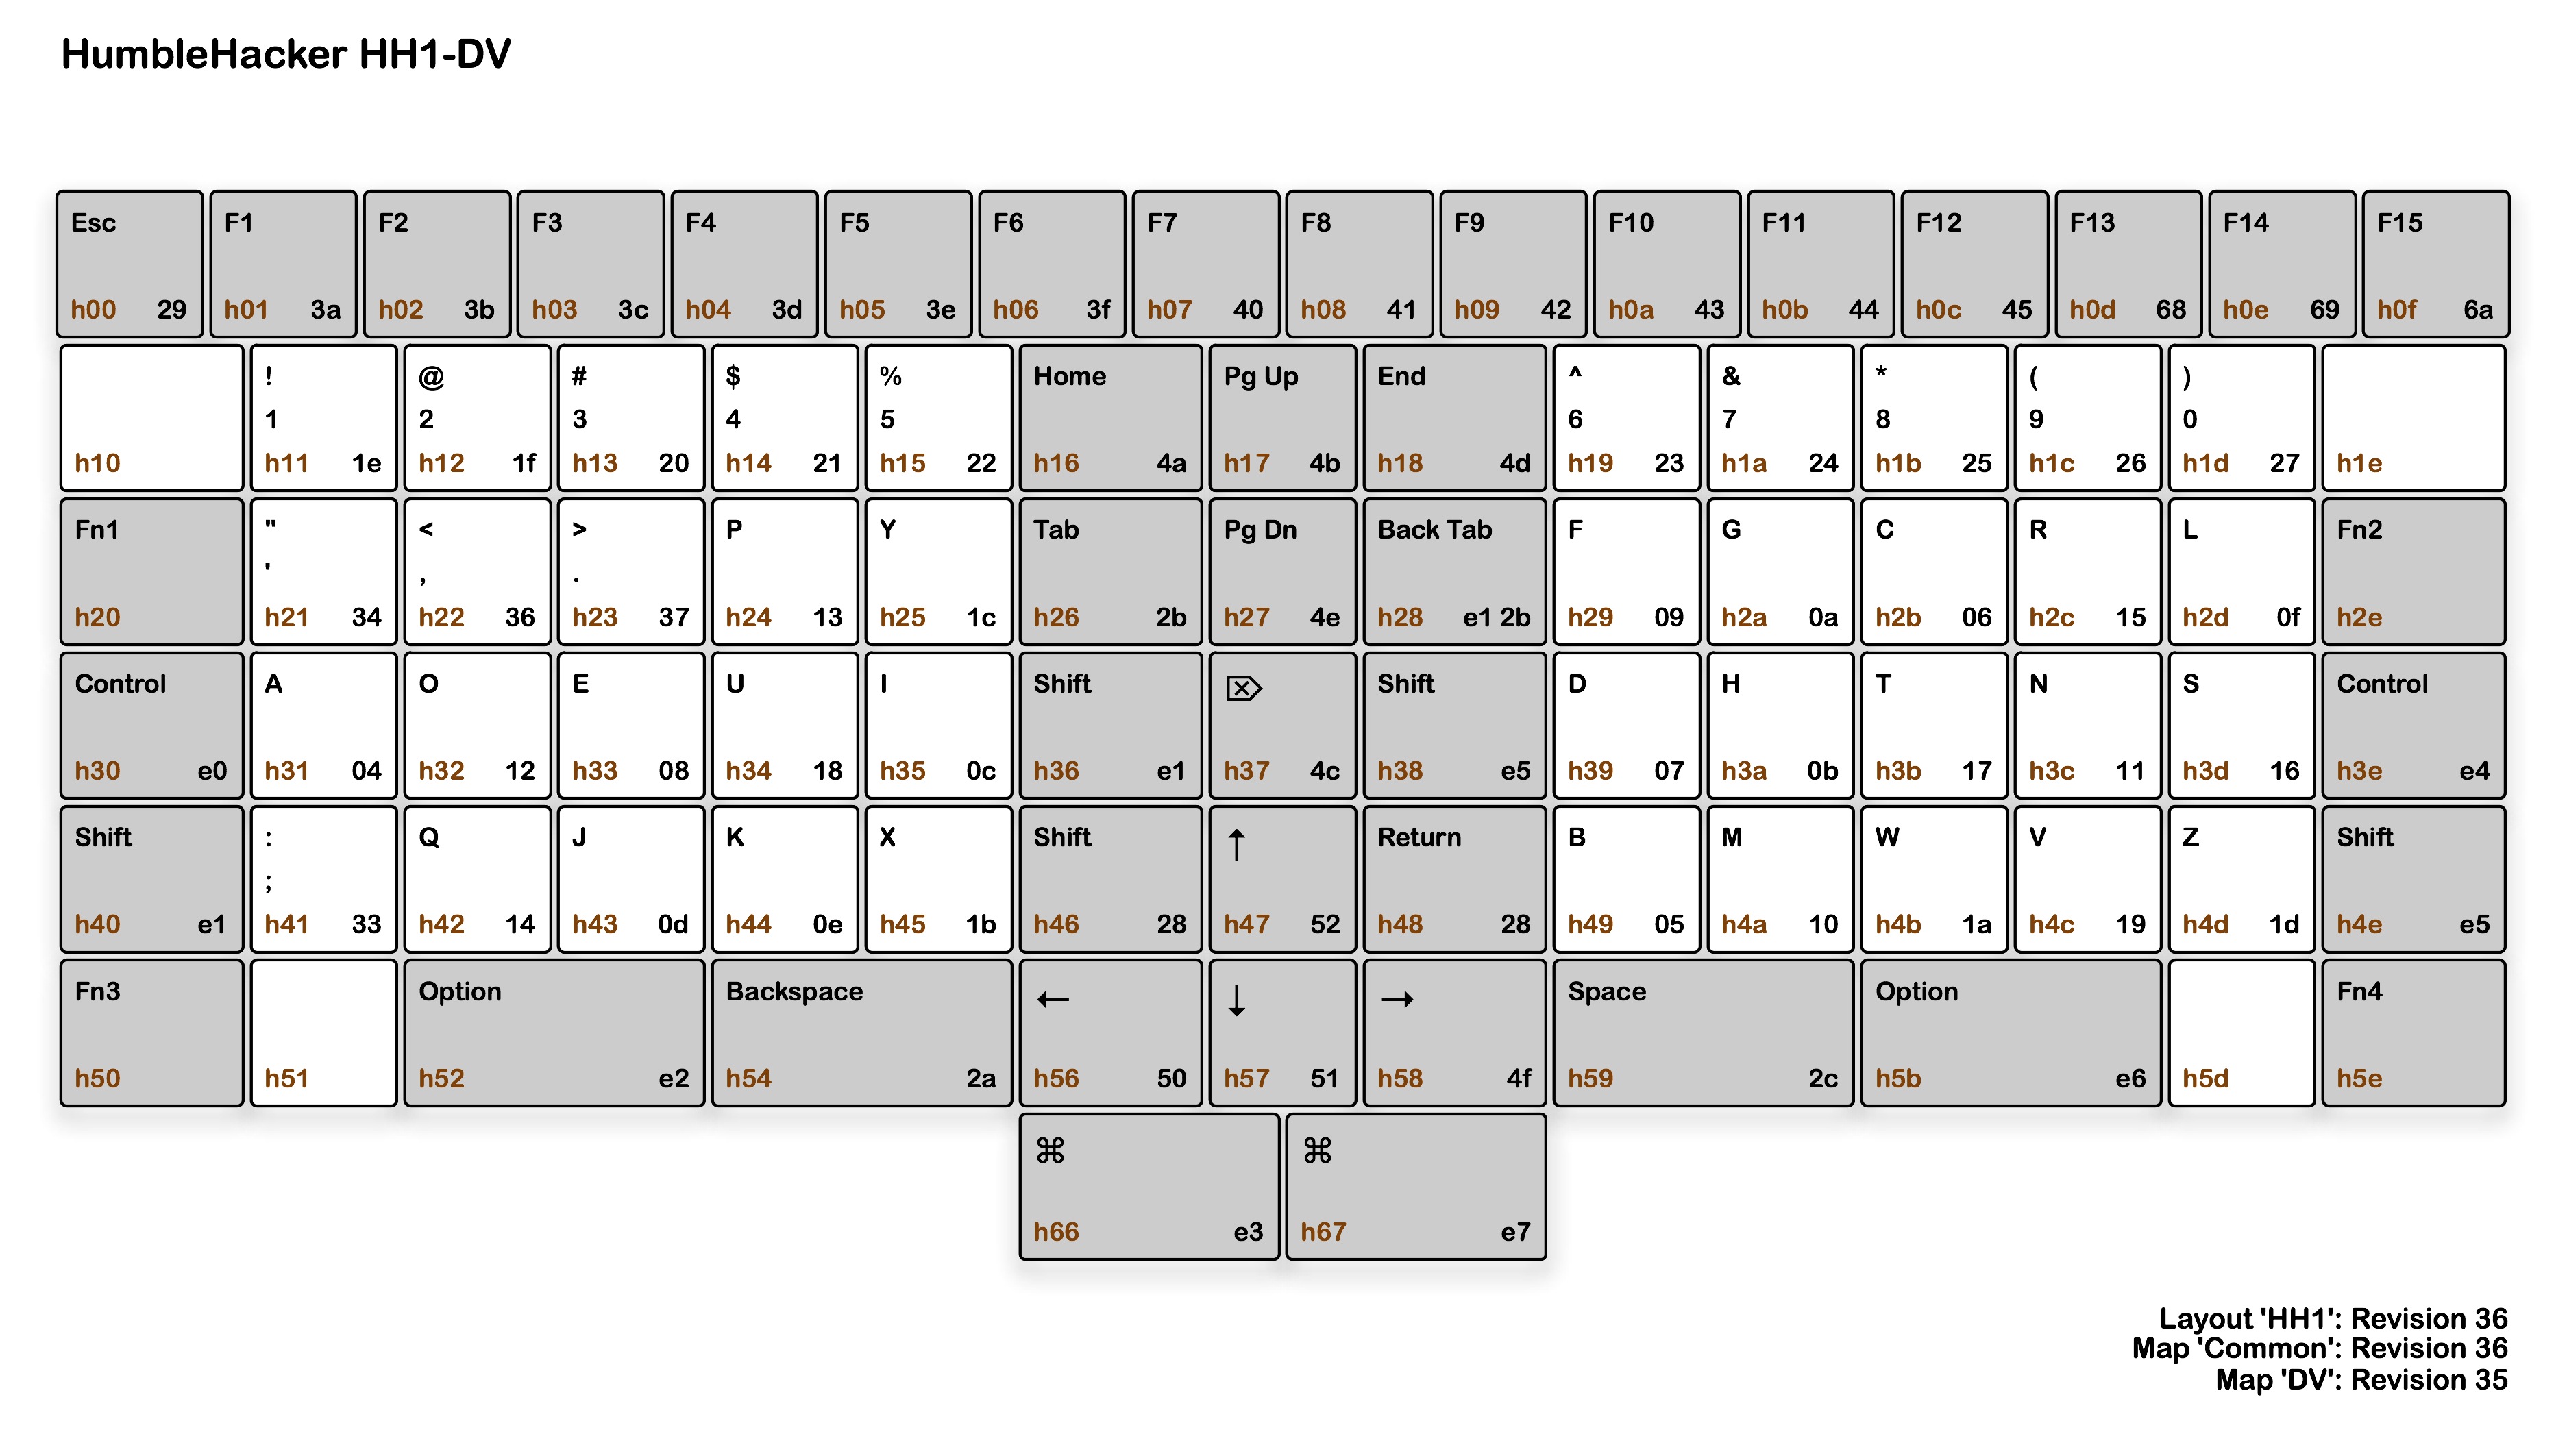 HumbleHacker HH1-DV
Esc F1 F2 F3 F4 F5 F6 F7 F8 F9 F10 F11 F12 F13 F14 F15
h00 29 h01 3a h02 3b h03 3c h04 3d h05 3e h06 3f h07 40 h08 41 h09 42 h0a 43 h0b 44 h0c 45 h0d 68 h0e 69 h0f 6a
! @ # $ % Home Pg Up End ^ & * ( )
1 2 3 4 5 6 7 8 9 0
h10 h11 1e h12 1f h13 20 h14 21 h15 22 h16 4a h17 4b h18 4d h19 23 h1a 24 h1b 25 h1c 26 h1d 27 h1e
Fn1 " < > P Y Tab Pg Dn Back Tab F G C R L Fn2
' , .
h20 h21 34 h22 36 h23 37 h24 13 h25 1c h26 2b h27 4e h28 e1 2b h29 09 h2a 0a h2b 06 h2c 15 h2d 0f h2e
Control A O E U I Shift ⌦ Shift D H T N S Control
h30 e0 h31 04 h32 12 h33 08 h34 18 h35 0c h36 e1 h37 4c h38 e5 h39 07 h3a 0b h3b 17 h3c 11 h3d 16 h3e e4
Shift : Q J K X Shift ↑ Return B M W V Z Shift
;
h40 e1 h41 33 h42 14 h43 0d h44 0e h45 1b h46 28 h47 52 h48 28 h49 05 h4a 10 h4b 1a h4c 19 h4d 1d h4e e5
Fn3 Option Backspace ← ↓ → Space Option Fn4
h50 h51 h52 e2 h54 2a h56 50 h57 51 h58 4f h59 2c h5b e6 h5d h5e
⌘ ⌘
h66 e3 h67 e7
Layout 'HH1': Revision 36
Map 'Common': Revision 36
Map 'DV': Revision 35